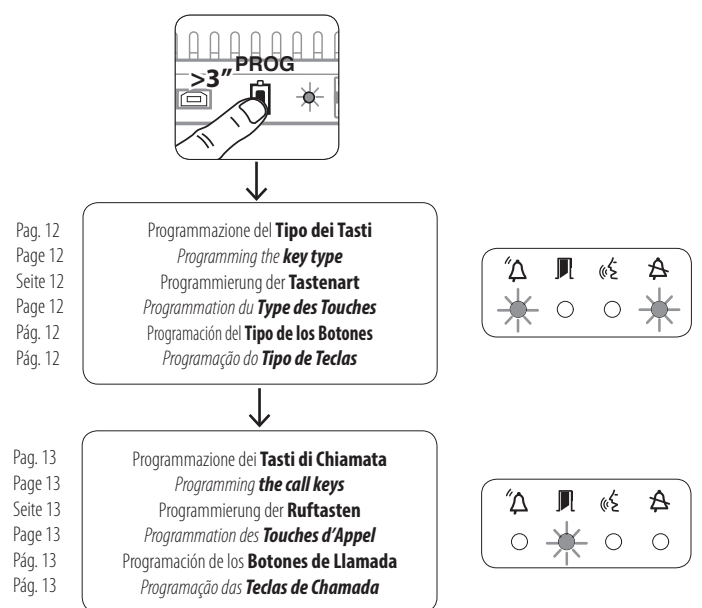 PROG
>3”
Pag. 12 Programmazione del Tipo dei Tasti
Page 12 Programming the key type
Seite 12 Programmierung der Tastenart
Page 12 Programmation du Type des Touches
Pág. 12 Programación del Tipo de los Botones
Pág. 12 Programação do Tipo de Teclas
Pag. 13 Programmazione dei Tasti di Chiamata
Page 13 Programming the call keys
Seite 13 Programmierung der Ruftasten
Page 13 Programmation des Touches d’Appel
Pág. 13 Programación de los Botones de Llamada
Pág. 13 Programação das Teclas de Chamada